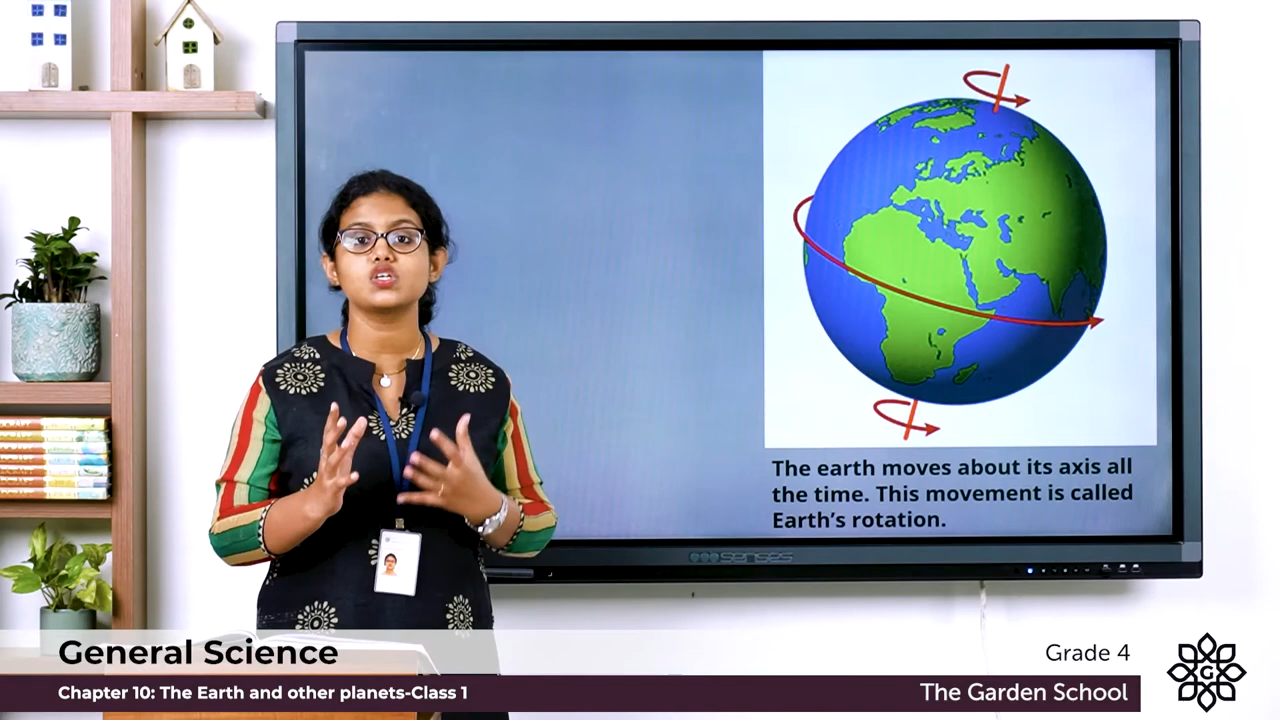 The earth moves about its axis all
the time. This movement is called
Earth's rotation.
senses
General Science
Grade 4
Chapter 10: The Earth and other planets-Class 1
The Garden School
G